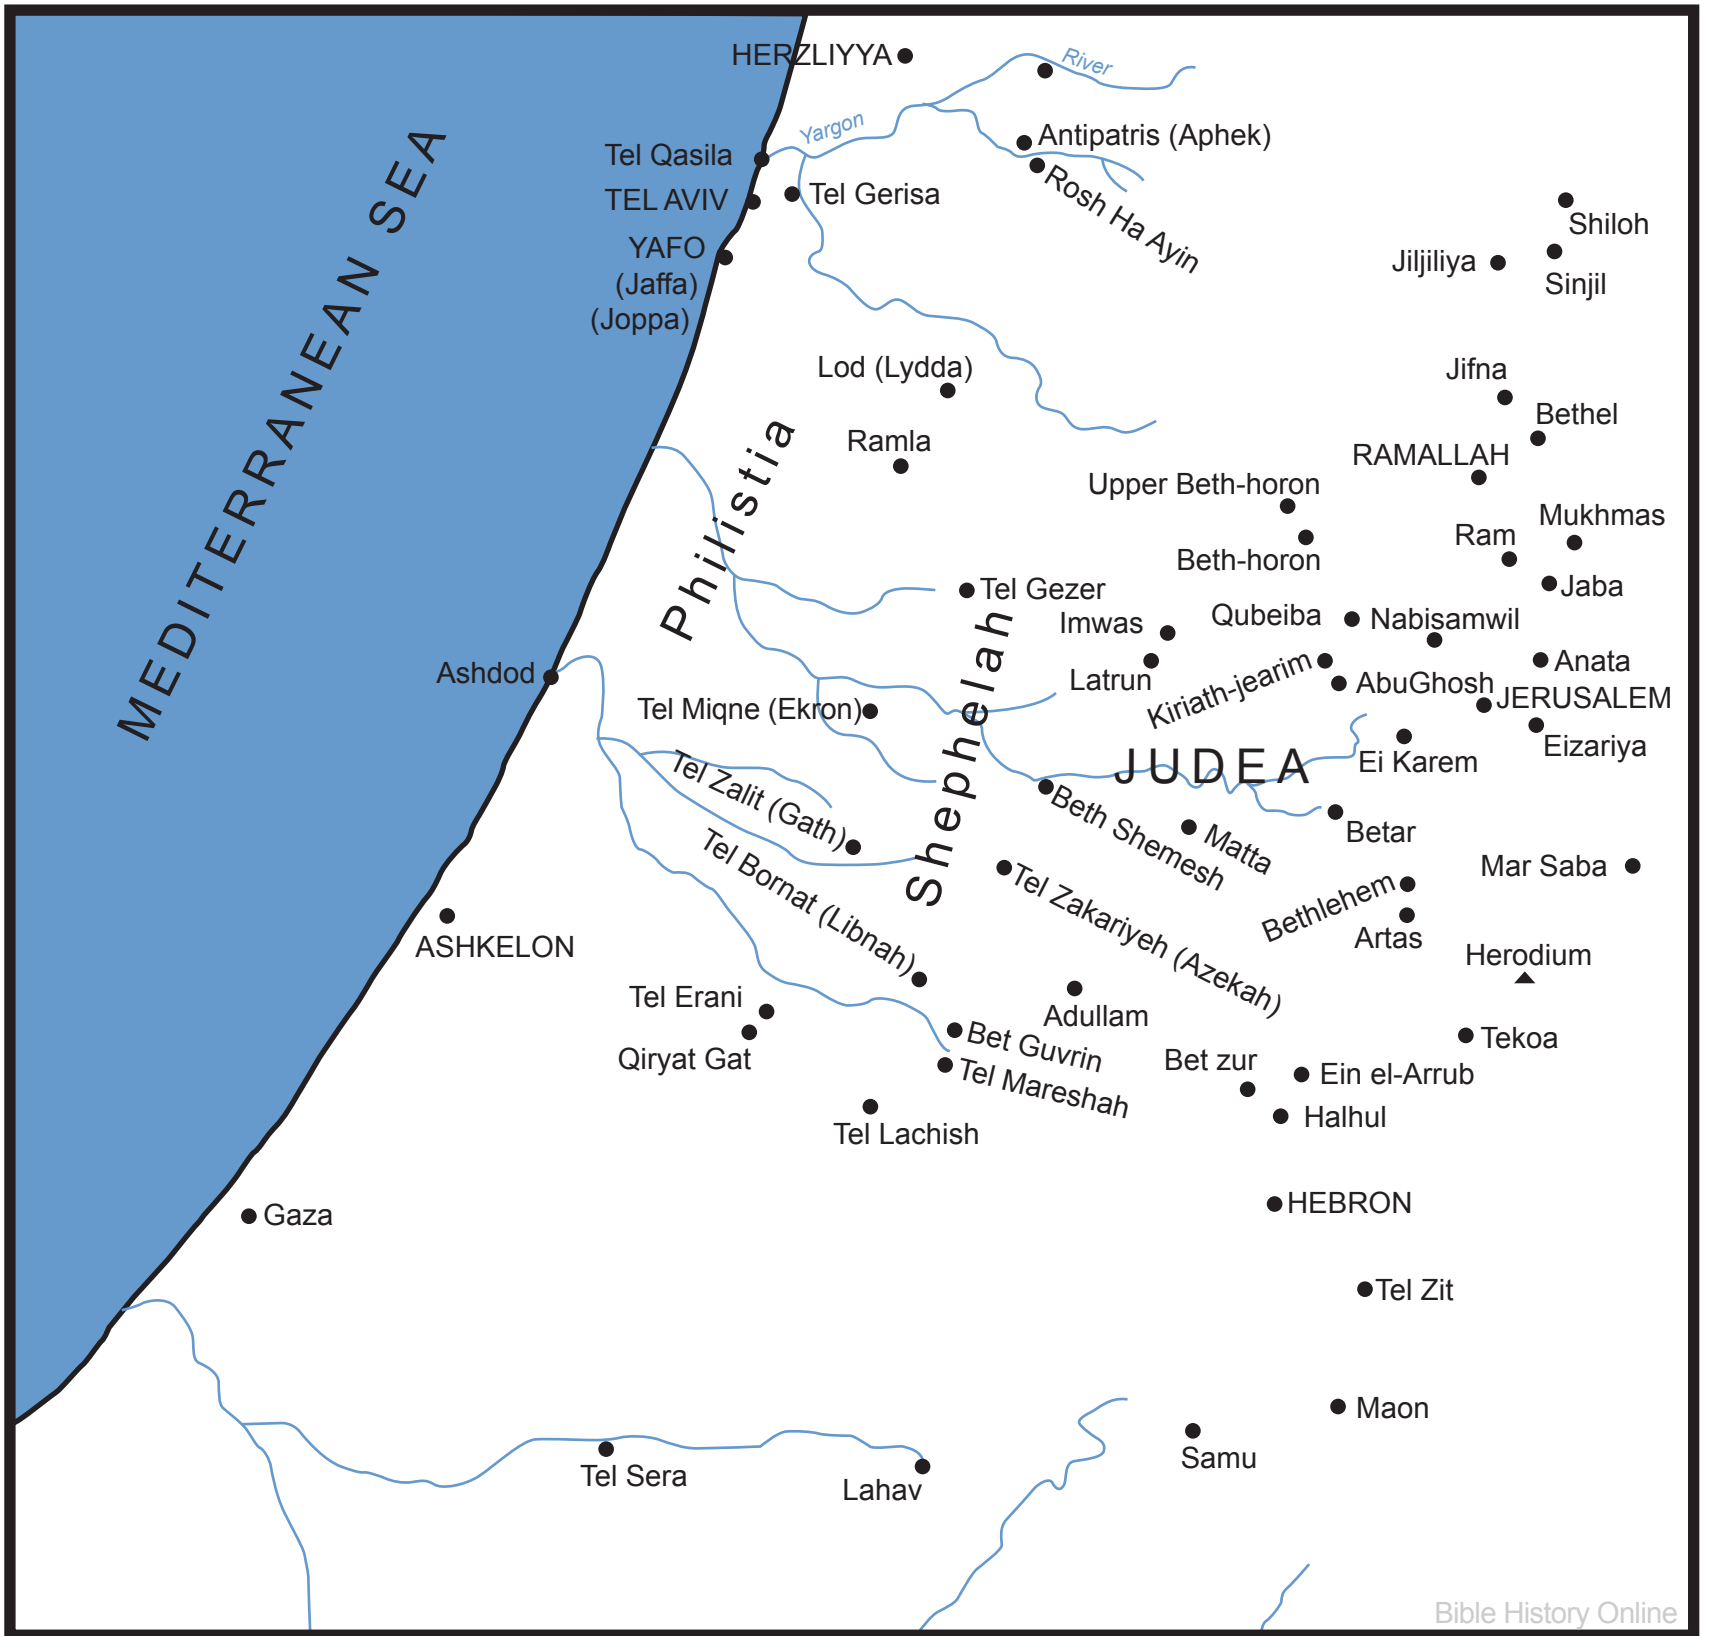 HERZLIYYA
River
Yargon
Antipatris (Aphek)
Tel Qasila
Rosh Ha Ayin
TEL AVIV
Tel Gerisa
Shiloh
YAFO
(Jaffa)
(Joppa)
Jiljiliya
Sinjil
MEDITERRANEAN SEA
Lod (Lydda)
Jifna
Bethel
Ramla
RAMALLAH
Philistia
Upper Beth-horon
Mukhmas
Ram
Beth-horon
Jaba
Tel Gezer
Imwas
Qubeiba
Nabisamwil
Shephelah
Latrun
Kiriath-jearim
Anata
Ashdod
AbuGhosh
JERUSALEM
Tel Miqne (Ekron)
Eizariya
JUDEA
Ei Karem
Tel Zalit (Gath)
Beth Shemesh
Matta
Betar
Tel Bornat (Libnah)
Tel Zakariyeh (Azekah)
Mar Saba
Bethlehem
Artas
ASHKELON
Herodium
Tel Erani
Adullam
Qiryat Gat
Bet Guvrin
Tekoa
Tel Mareshah
Bet zur
Ein el-Arrub
Halhul
Tel Lachish
Gaza
HEBRON
Tel Zit
Maon
Samu
Tel Sera
Lahav
Bible History Online